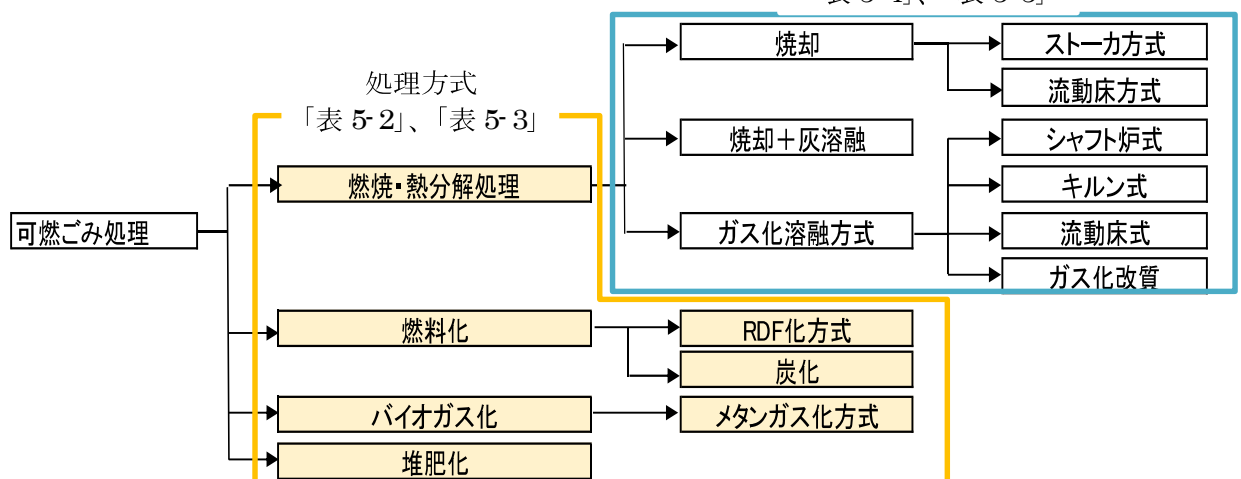 焼却
ストーカ方式
流動床方式
処理方式
「表 5-2」、「表 5-3」
焼却＋灰溶融
シャフト炉式
燃焼・熱分解処理
キルン式
可燃ごみ処理
ガス化溶融方式
流動床式
ガス化改質
燃料化
RDF化方式
炭化
バイオガス化
メタンガス化方式
堆肥化